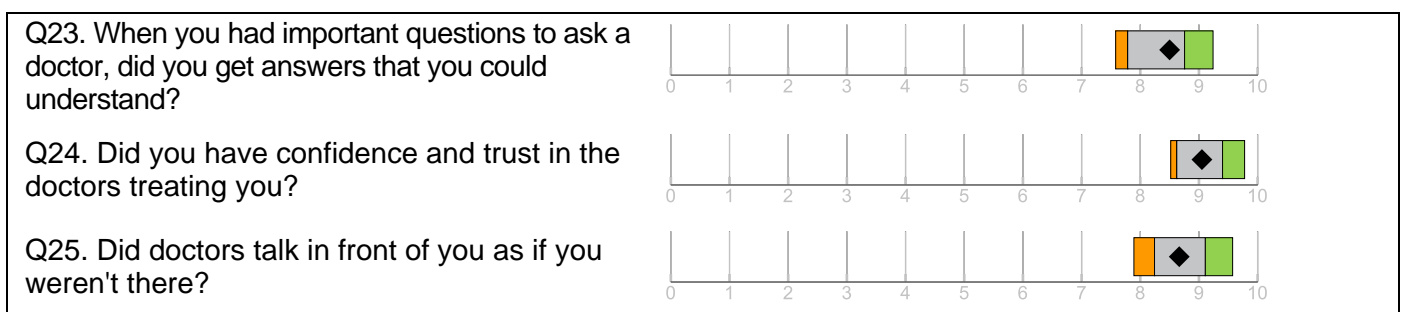 Q23. When you had important questions to ask a
doctor, did you get answers that you could
understand?
0 1 2 3 4 5 6 7 8 9 10
Q24. Did you have confidence and trust in the
doctors treating you?
0 1 2 3 4 5 6 7 8 9 10
Q25. Did doctors talk in front of you as if you
weren't there?
0 1 2 3 4 5 6 7 8 9 10